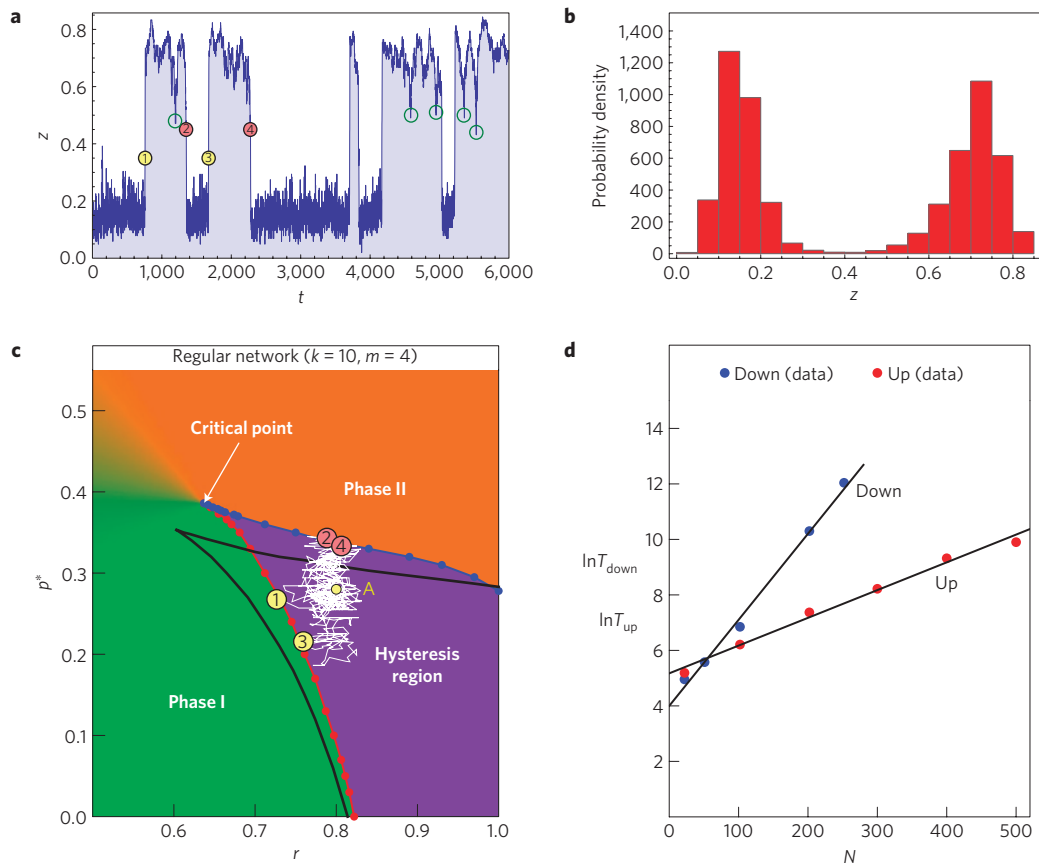 a
0.8
0.6
0.4
0.2
0.0
z
0 1,000 2,000 3,000 4,000 5,000 6,000
t
1
2
3
4
b
1,400
1,200
1,000
800
600
400
200
0
Probability density
0.0 0.2 0.4 0.6 0.8
z
c
Regular network (k = 10, m = 4)
0.5
0.4
0.3
0.2
0.1
0.0
p*
Critical point
Phase II
2
4
A
1
3
Hysteresis
region
Phase I
0.6 0.7 0.8 0.9 1.0
r
d
Down (data) Up (data)
14
12
10
8
6
4
2
lnTdown
lnTup
Down
Up
0 100 200 300 400 500
N